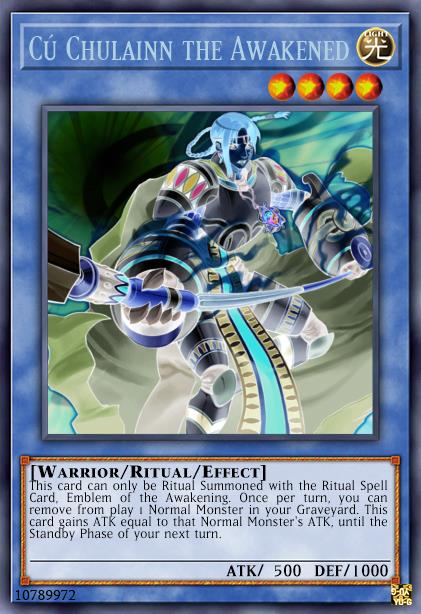 Cú Chulainn the Awakened
LIGHT
光
[Warrior/Ritual/Effect]
This card can only be Ritual Summoned with the Ritual Spell
Card, Emblem of the Awakening. Once per turn, you can
remove from play 1 Normal Monster in your Graveyard. This
card gains ATK equal to that Normal Monster's ATK, until the
Standby Phase of your next turn.
ATK/ 500 DEF/1000
10789972